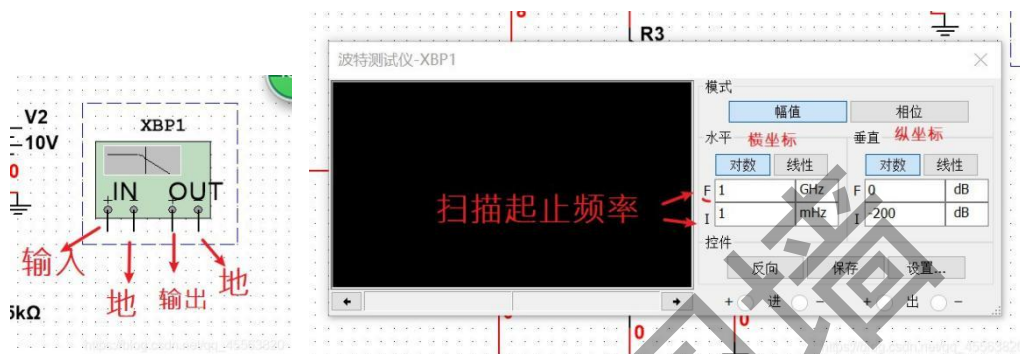 V2
10V
0
XBP1
IN
OUT
+
+
输入
地
输出
地
5kΩ
R3
波特测试仪-XBP1
模式
幅值
相位
水平 横坐标
垂直 纵坐标
对数 线性
对数 线性
扫描起止频率
F 1 GHz
F 0 dB
I 1 mHz
I -200 dB
控件
反向
保存
设置...
+ 进 -
+ 出 -
0
0